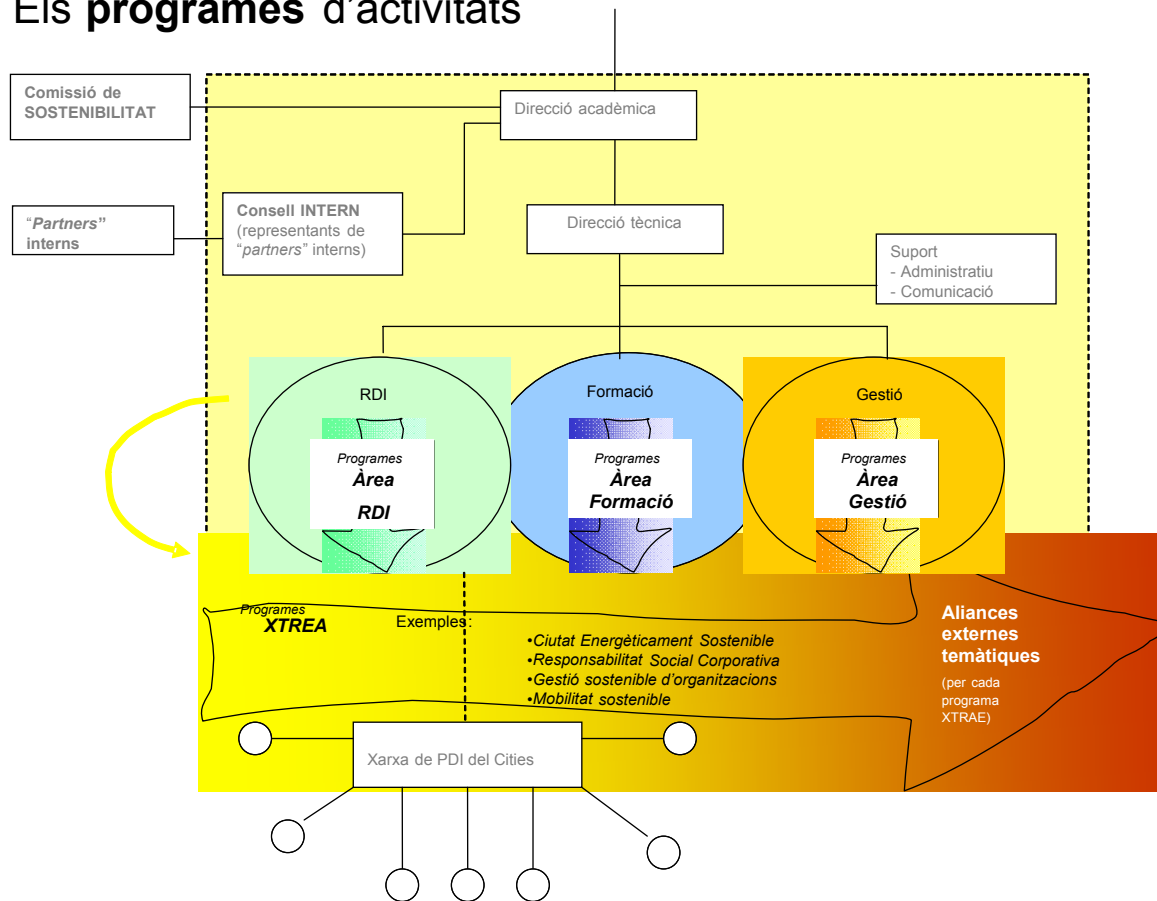 Els programes d'activitats
Comissió de
SOSTENIBILITAT
Direcció acadèmica
"Partners"
interns
Consell INTERN
(representants de
"partners" interns)
Direcció tècnica
Suport
- Administratiu
- Comunicació
RDI
Formació
Gestió
Programes
Àrea
RDI
Programes
Àrea
Formació
Programes
Àrea
Gestió
Programes
XTREA
Exemples:
•Ciutat Energèticament Sostenible
•Responsabilitat Social Corporativa
•Gestió sostenible d'organitzacions
•Mobilitat sostenible
Aliances
externes
temàtiques
(per cada
programa
XTRAE)
Xarxa de PDI del Cities